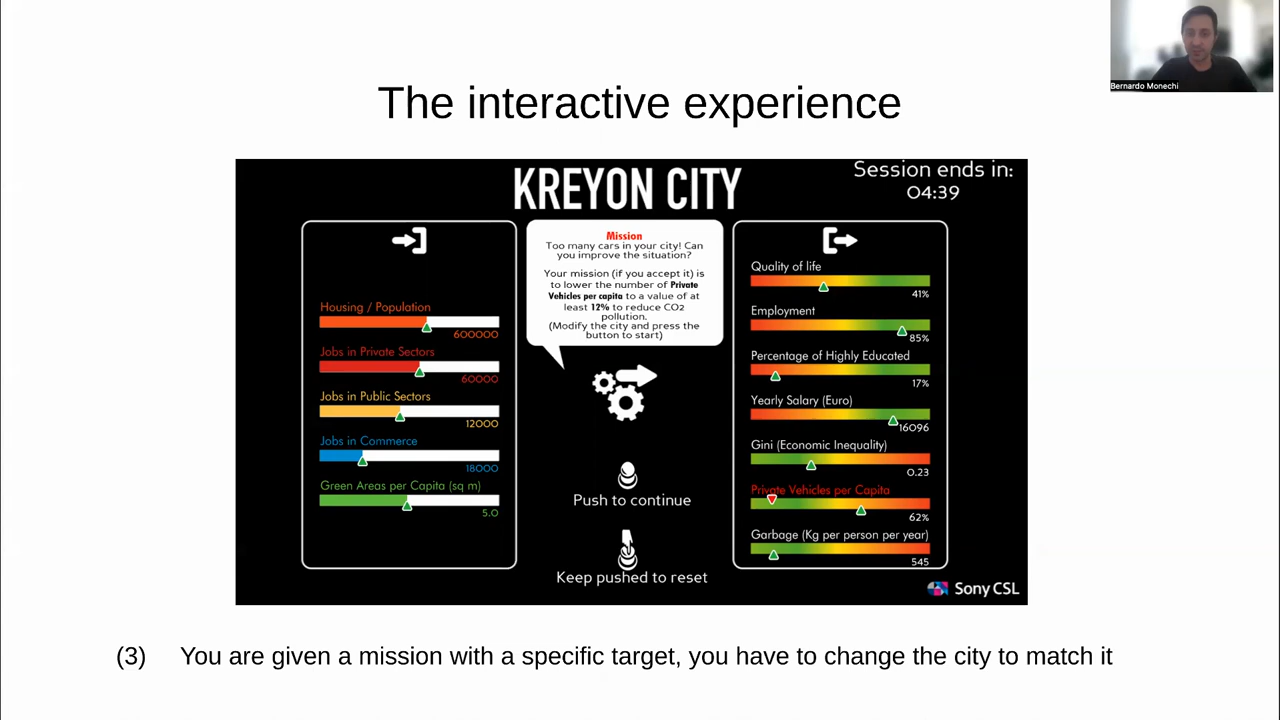 Bernardo Monechi
The interactive experience
KREYON CITY
Session ends in:
04:39
Housing / Population
600000
Jobs in Private Sectors
60000
Jobs in Public Sectors
12000
Jobs in Commerce
18000
Green Areas per Capita (sq m)
5.0
Mission
Too many cars in your city! Can
you improve the situation?
Your mission (if you accept it) is
to lower the number of Private
Vehicles per capita to a value of at
least 12% to reduce CO2
pollution.
(Modify the city and press the
button to start)
Push to continue
Keep pushed to reset
Quality of life
41%
Employment
85%
Percentage of Highly Educated
17%
Yearly Salary (Euro)
16096
Gini (Economic Inequality)
0.23
Private Vehicles per Capita
62%
Garbage (Kg per person per year)
545
Sony CSL
(3) You are given a mission with a specific target, you have to change the city to match it